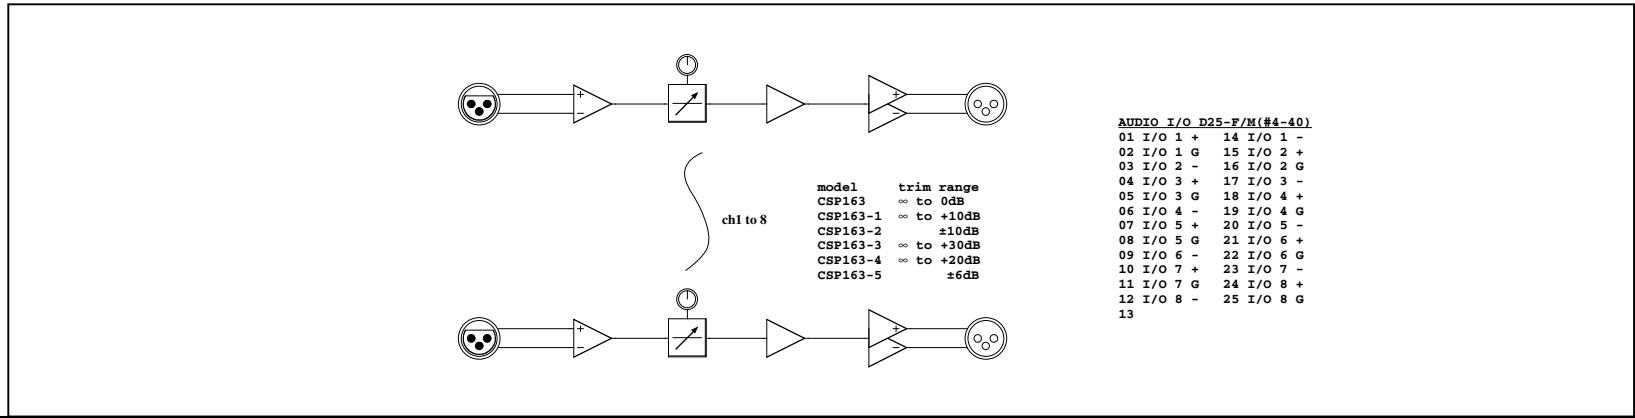 +
−
+
−
ch1 to 8
model trim range
CSP163 ∞ to 0dB
CSP163-1 ∞ to +10dB
CSP163-2 ±10dB
CSP163-3 ∞ to +30dB
CSP163-4 ∞ to +20dB
CSP163-5 ±6dB
AUDIO I/O D25-F/M(#4-40)
01 I/O 1 + 14 I/O 1 -
02 I/O 1 G 15 I/O 2 +
03 I/O 2 - 16 I/O 2 G
04 I/O 3 + 17 I/O 3 -
05 I/O 3 G 18 I/O 4 +
06 I/O 4 - 19 I/O 4 G
07 I/O 5 + 20 I/O 5 -
08 I/O 5 G 21 I/O 6 +
09 I/O 6 - 22 I/O 6 G
10 I/O 7 + 23 I/O 7 -
11 I/O 7 G 24 I/O 8 +
12 I/O 8 - 25 I/O 8 G
13
+
−
+
−